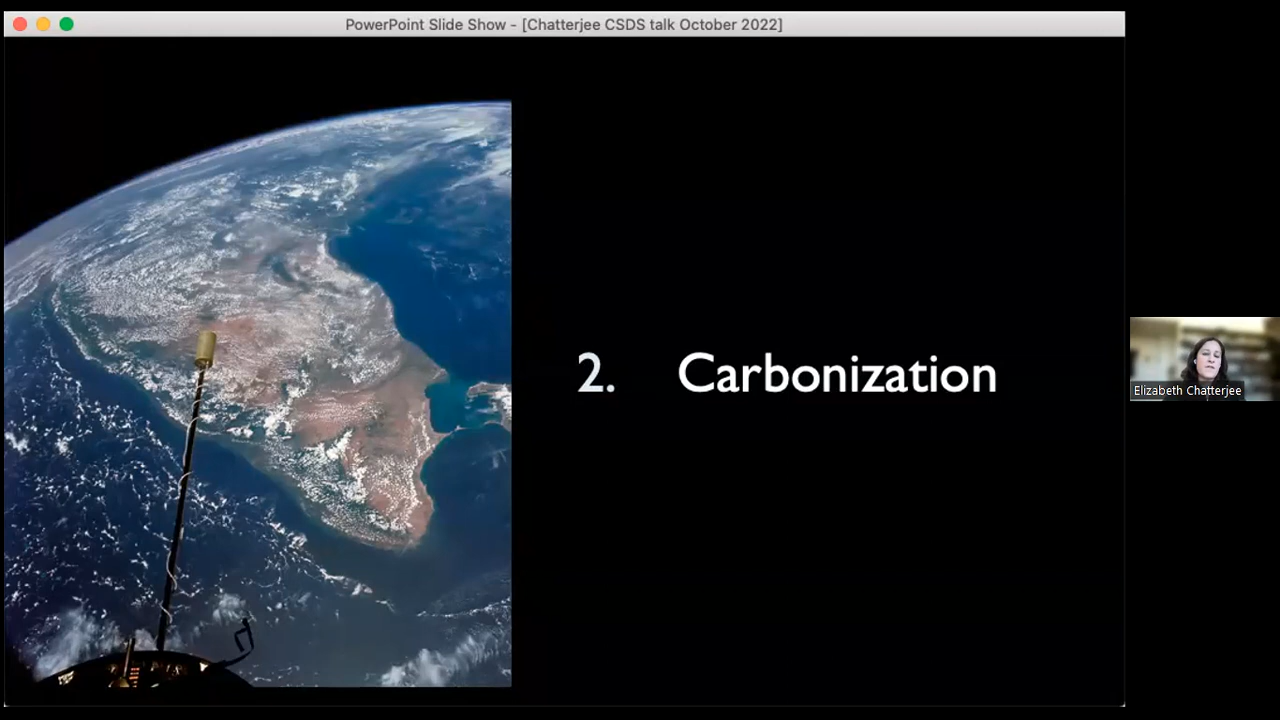 PowerPoint Slide Show - [Chatterjee CSDS talk October 2022]
2. Carbonization
Elizabeth Chatterjee